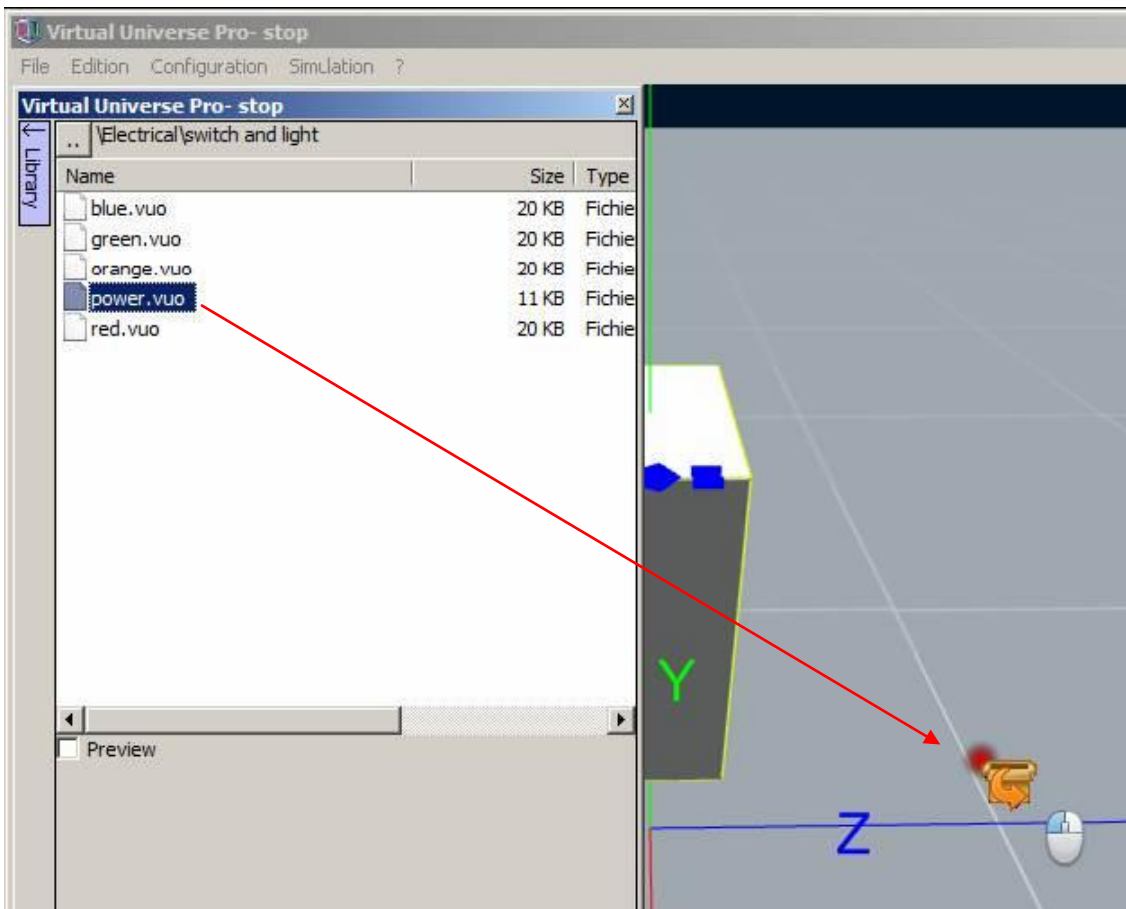 Virtual Universe Pro- stop
File Edition Configuration Simulation ?
Virtual Universe Pro- stop
Library
.. \Electrical\switch and light
Name Size Type
blue.vuo 20 KB Fichie
green.vuo 20 KB Fichie
orange.vuo 20 KB Fichie
power.vuo 11 KB Fichie
red.vuo 20 KB Fichie
Y
Preview
Z